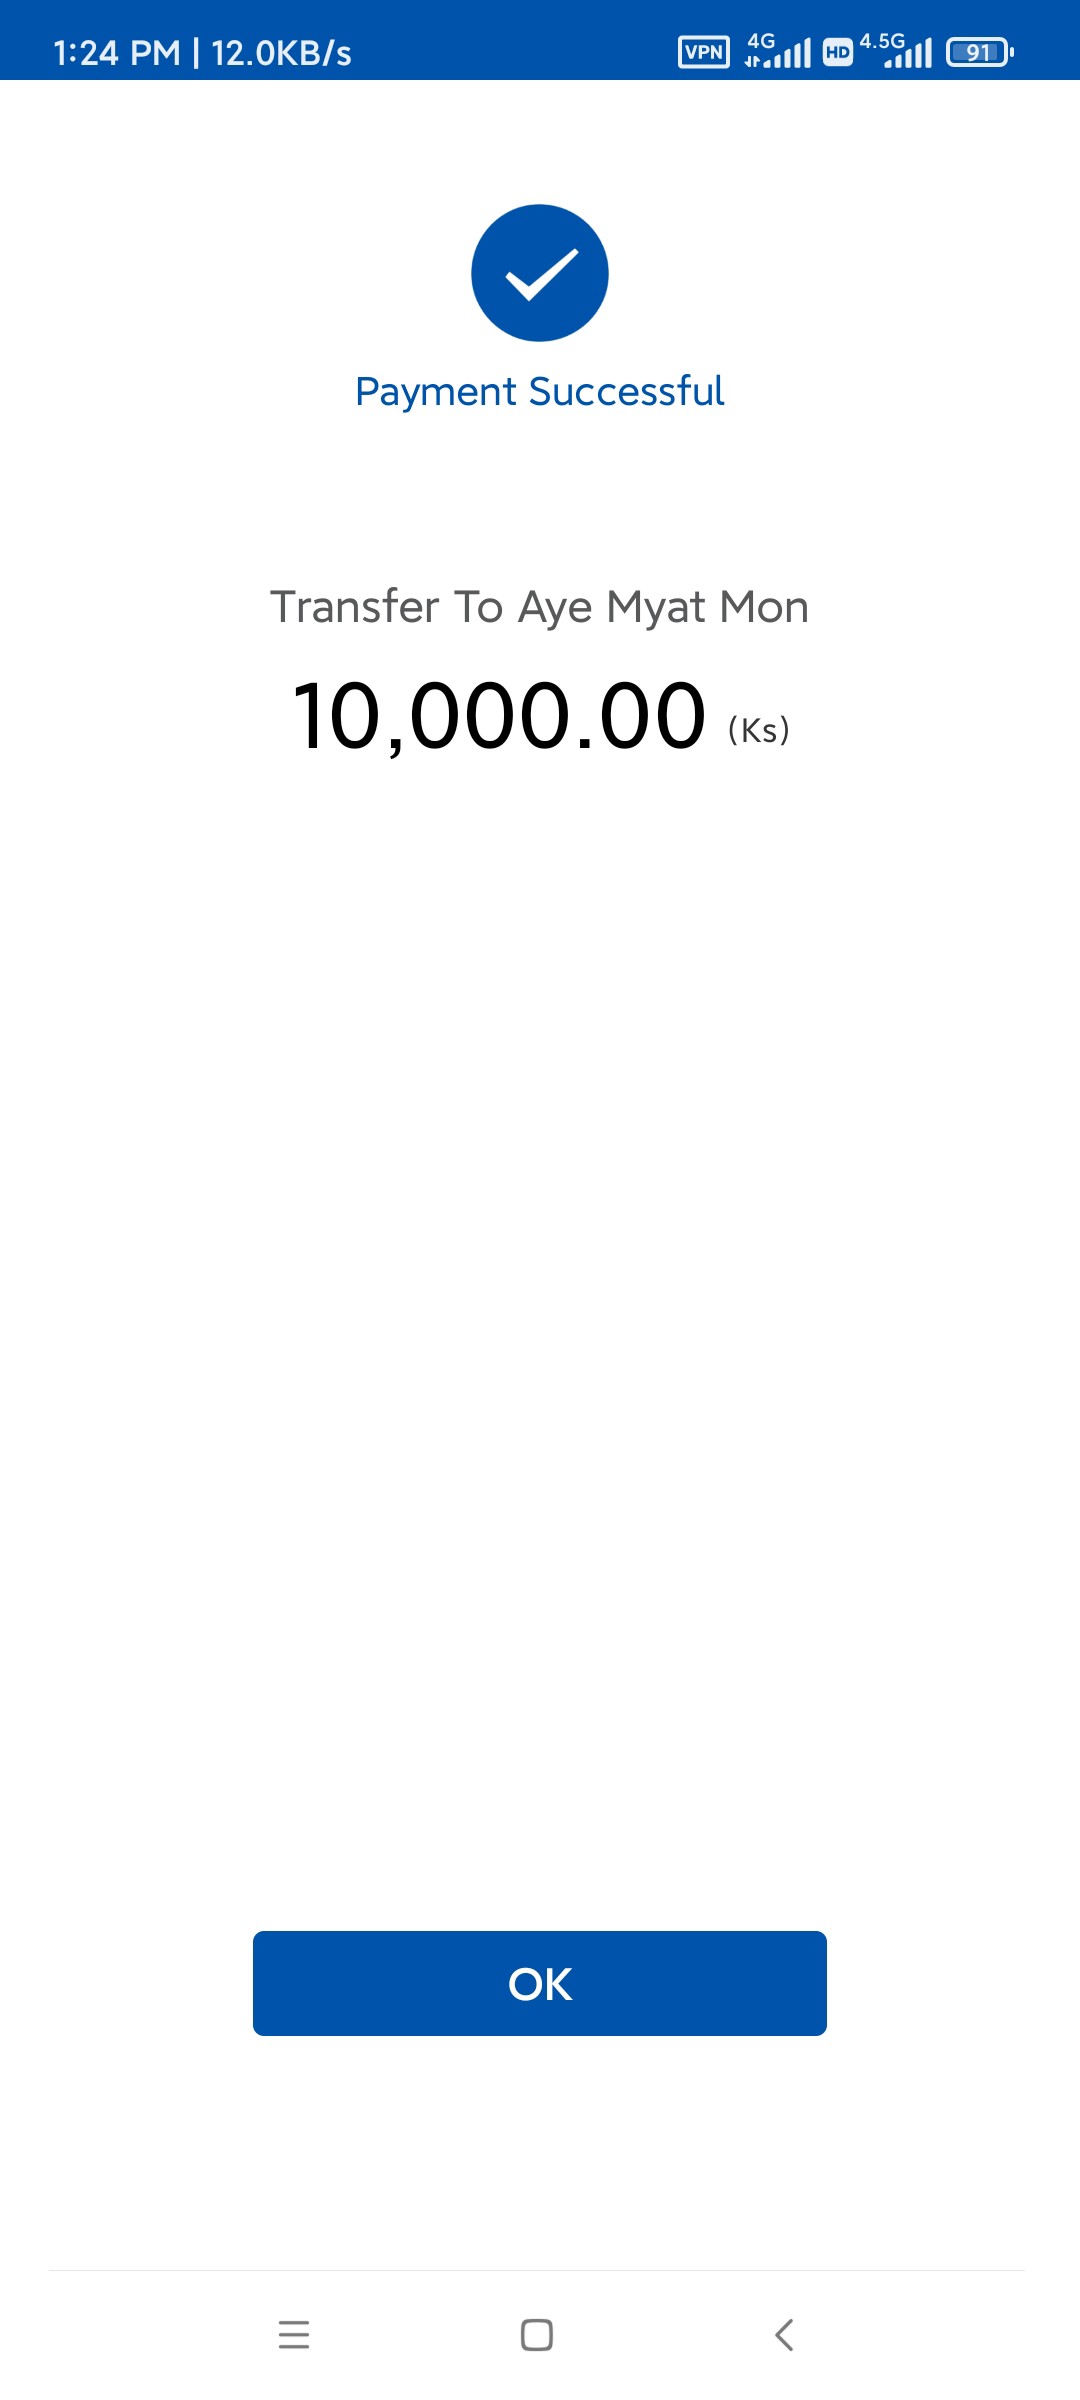 1:24 PM | 12.0KB/s VPN 4G HD 4.5G 91
Payment Successful
Transfer To Aye Myat Mon
10,000.00 (Ks)
OK